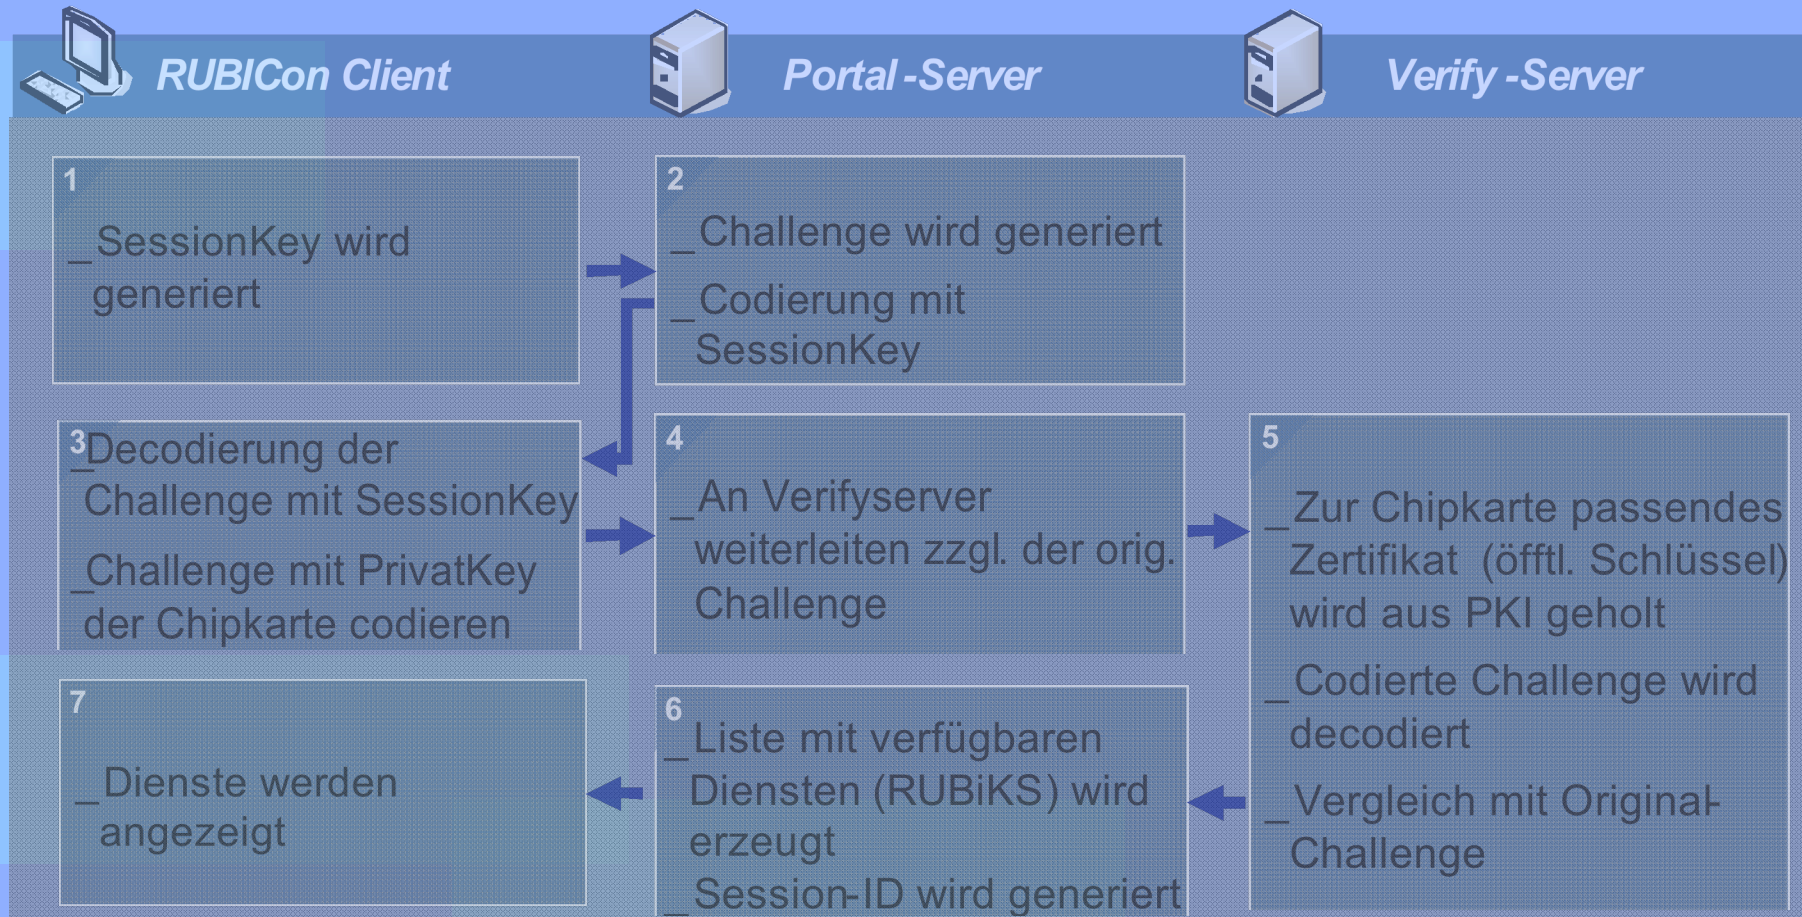 RUBICon Client
Portal-Server
Verify-Server
1
_SessionKey wird
generiert
2
_Challenge wird generiert
_Codierung mit
SessionKey
3
_Decodierung der
Challenge mit SessionKey
_Challenge mit PrivatKey
der Chipkarte codieren
4
_An Verifyserver
weiterleiten zzgl. der orig.
Challenge
5
_Zur Chipkarte passendes
Zertifikat (öfftl. Schlüssel)
wird aus PKI geholt
_Codierte Challenge wird
decodiert
_Vergleich mit Original-
Challenge
6
_Liste mit verfügbaren
Diensten (RUBiKS) wird
erzeugt
_Session-ID wird generiert
7
_Dienste werden
angezeigt